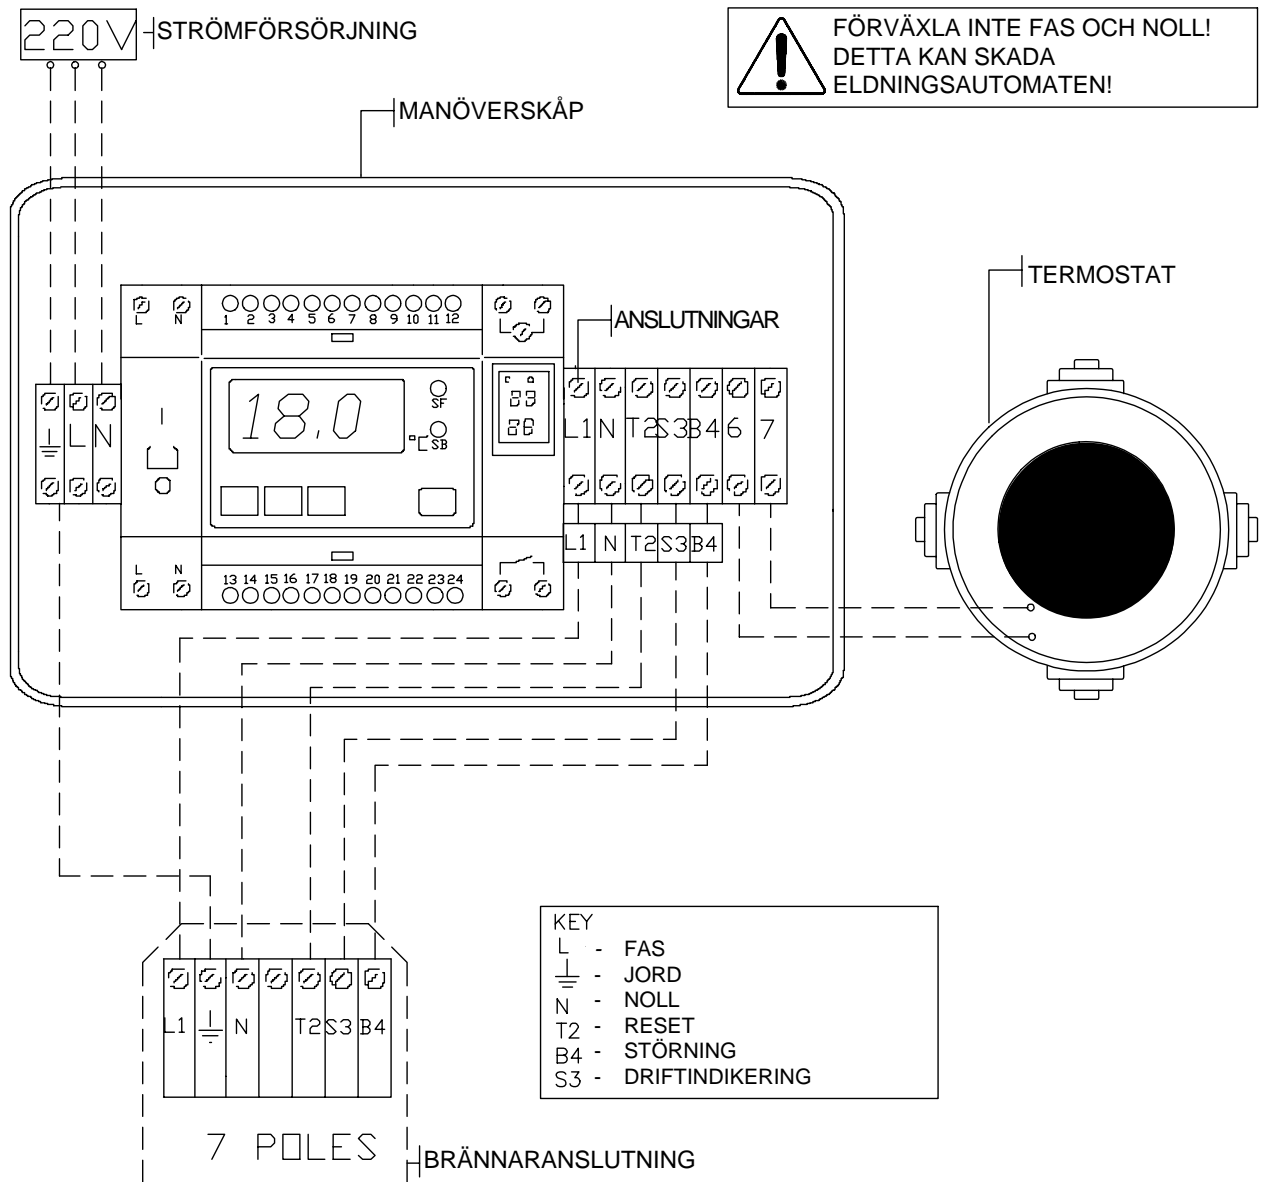 220V
STRÖMFÖRSÖRJNING
FÖRVÄXLA INTE FAS OCH NOLL!
DETTA KAN SKADA
ELDNINGSAUTOMATEN!
MANÖVERSKÅP
TERMOSTAT
ANSLUTNINGAR
L N
1 2 3 4 5 6 7 8 9 10 11 12
18,0
SF
SB
L N
L1 N T2 S3 B4 6 7
L1 N T2 S3 B4
L N
13 14 15 16 17 18 19 20 21 22 23 24
KEY
L - FAS
- JORD
N - NOLL
T2 - RESET
B4 - STÖRNING
S3 - DRIFTINDIKERING
L1 N T2 S3 B4
7 POLES
BRÄNNARANSLUTNING